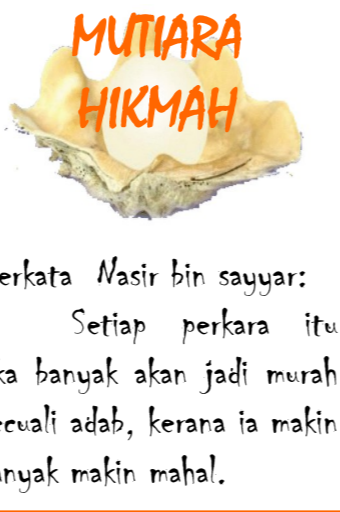 MUTIARA
HIKMAH
erkata Nasir bin sayyar:
Setiap perkara itu
ka banyak akan jadi murah
ecuali adab, kerana ia makin
anyak makin mahal.